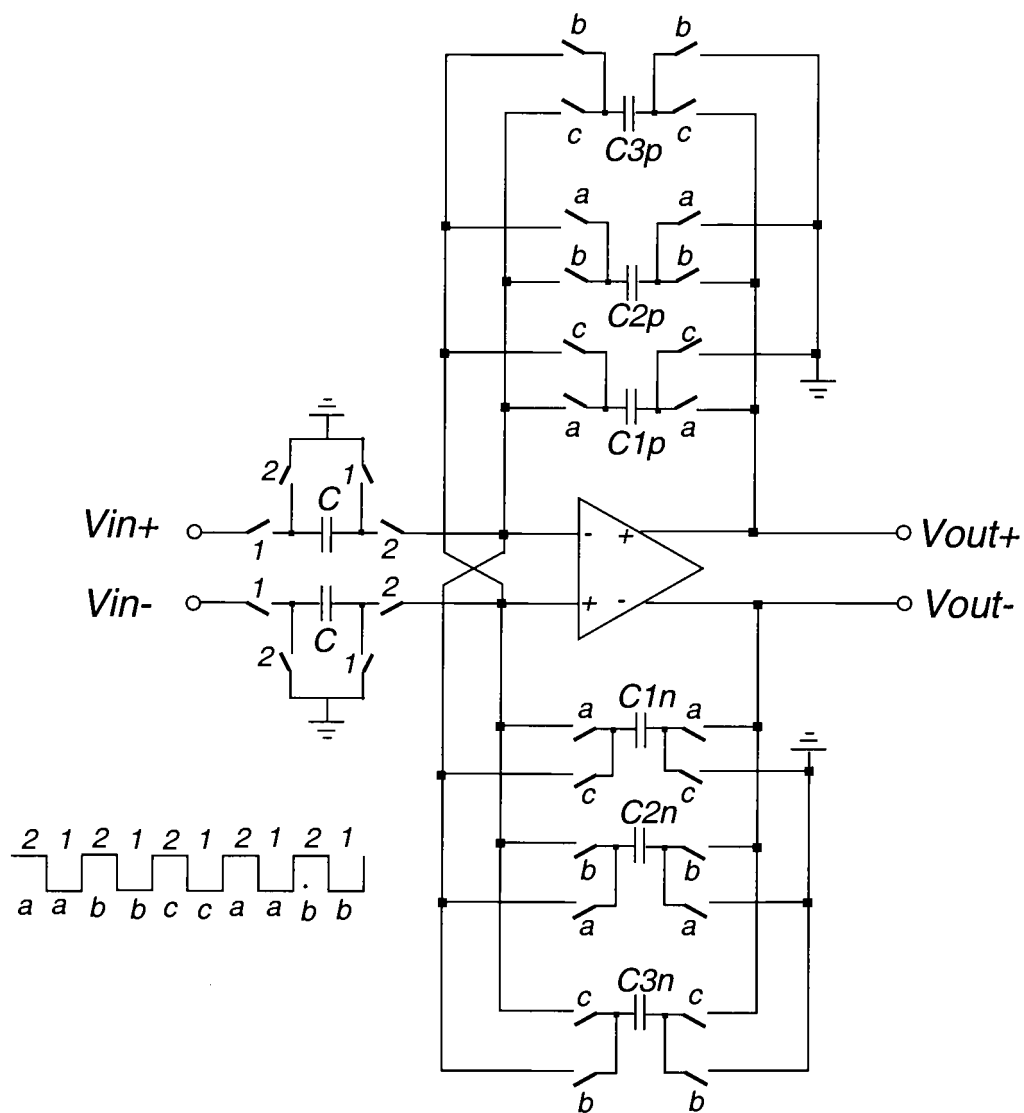 b b
c c
C3p
a a
b b
C2p
c c
a a
C1p
2 1
C
Vin+
1 2
- +
Vout+
Vin-
1 2
+ -
Vout-
C
2 1
C1n
a a
c c
C2n
b b
a a
C3n
c c
b b
2 1 2 1 2 1 2 1 2 1
a a b b c c a a b b